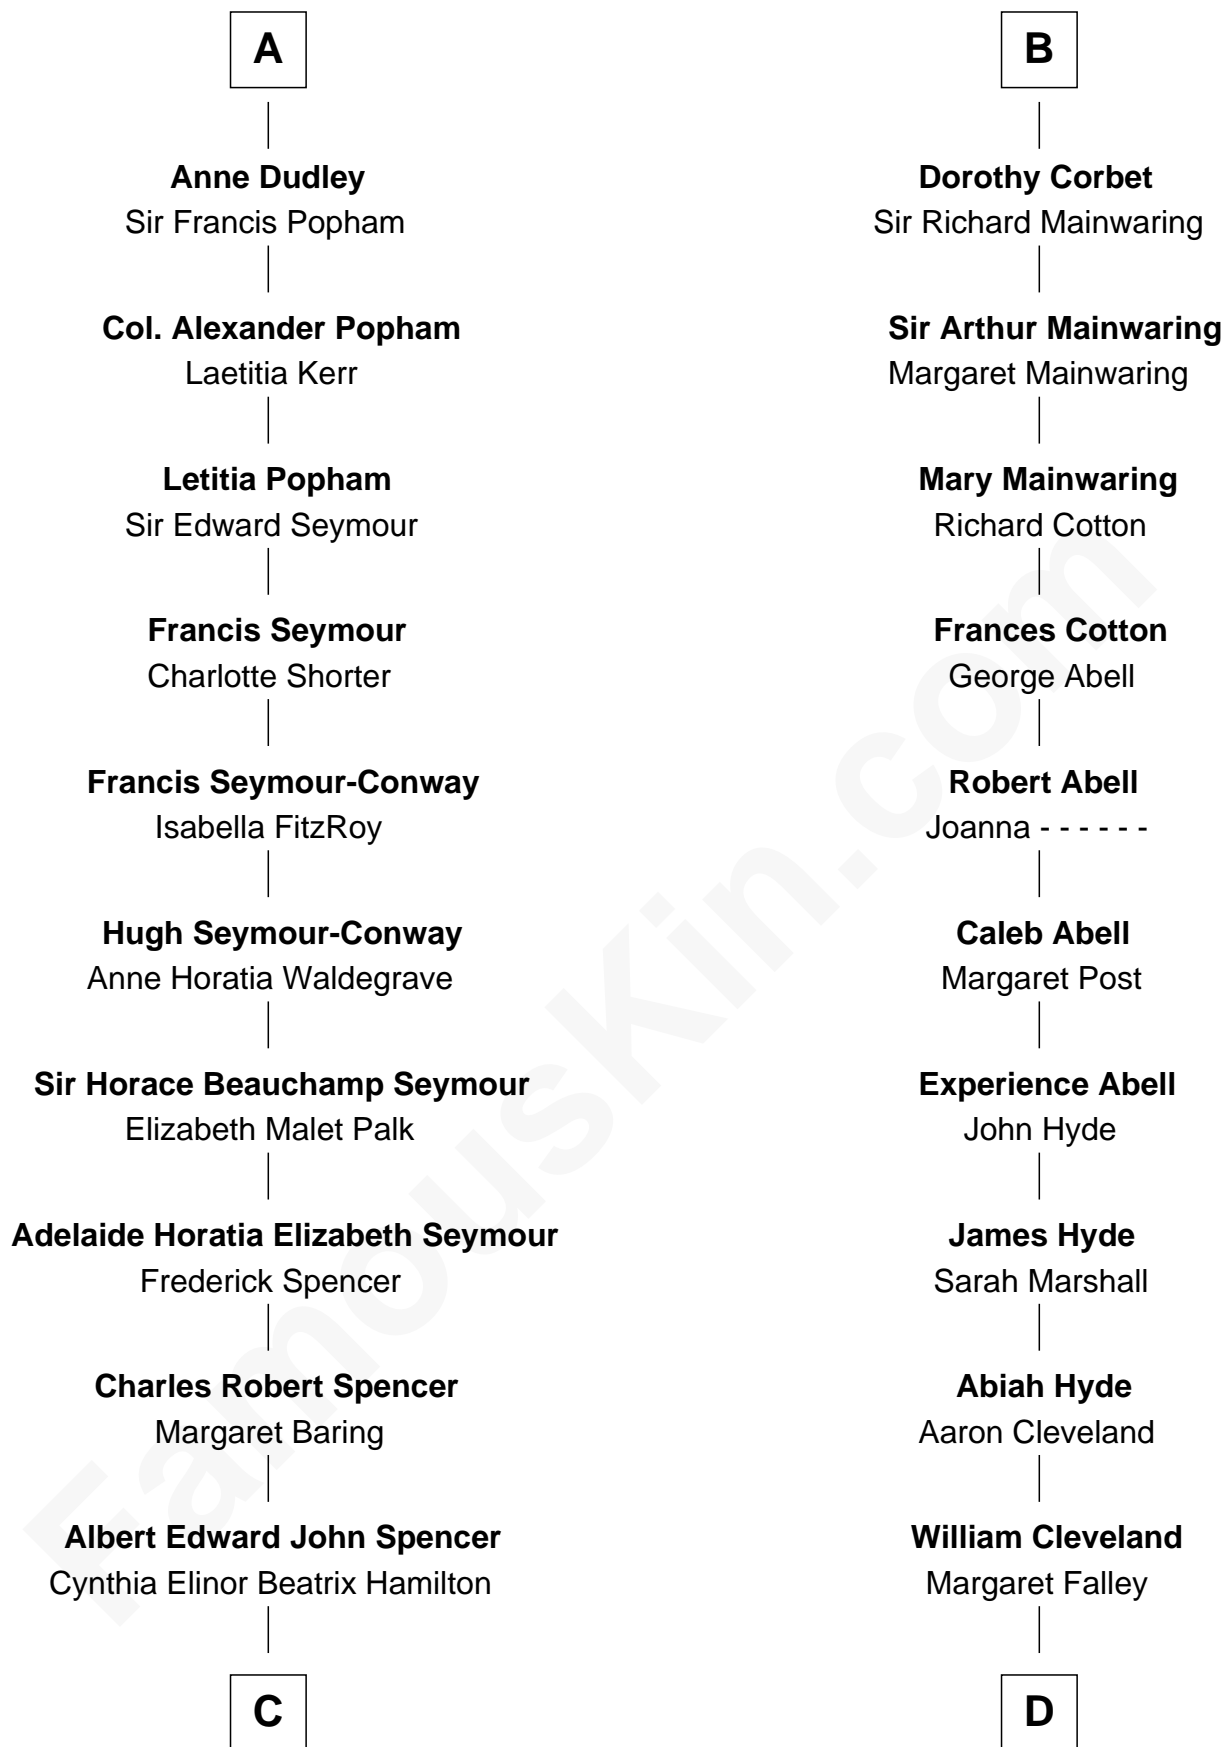 A
Anne Dudley
Sir Francis Popham
Col. Alexander Popham
Laetitia Kerr
Letitia Popham
Sir Edward Seymour
Francis Seymour
Charlotte Shorter
Francis Seymour-Conway
Isabella FitzRoy
Hugh Seymour-Conway
Anne Horatia Waldegrave
Sir Horace Beauchamp Seymour
Elizabeth Malet Palk
Adelaide Horatia Elizabeth Seymour
Frederick Spencer
Charles Robert Spencer
Margaret Baring
Albert Edward John Spencer
Cynthia Elinor Beatrix Hamilton
C
B
Dorothy Corbet
Sir Richard Mainwaring
Sir Arthur Mainwaring
Margaret Mainwaring
Mary Mainwaring
Richard Cotton
Frances Cotton
George Abell
Robert Abell
Joanna - - - - - -
Caleb Abell
Margaret Post
Experience Abell
John Hyde
James Hyde
Sarah Marshall
Abiah Hyde
Aaron Cleveland
William Cleveland
Margaret Falley
D
FamousKin.com